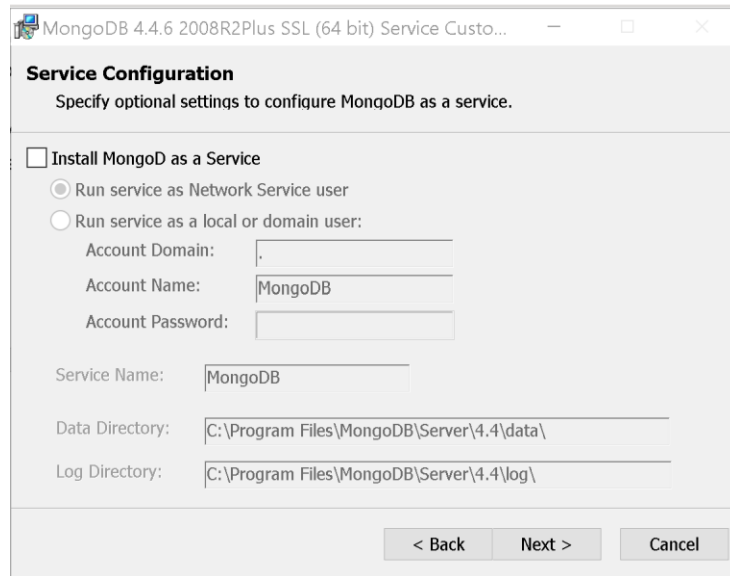 MongoDB 4.4.6 2008R2Plus SSL (64 bit) Service Custo...
Service Configuration
Specify optional settings to configure MongoDB as a service.
Install MongoD as a Service
Run service as Network Service user
Run service as a local or domain user:
Account Domain: .
Account Name: MongoDB
Account Password:
Service Name: MongoDB
Data Directory: C:\Program Files\MongoDB\Server\4.4\data\
Log Directory: C:\Program Files\MongoDB\Server\4.4\log\
< Back Next > Cancel